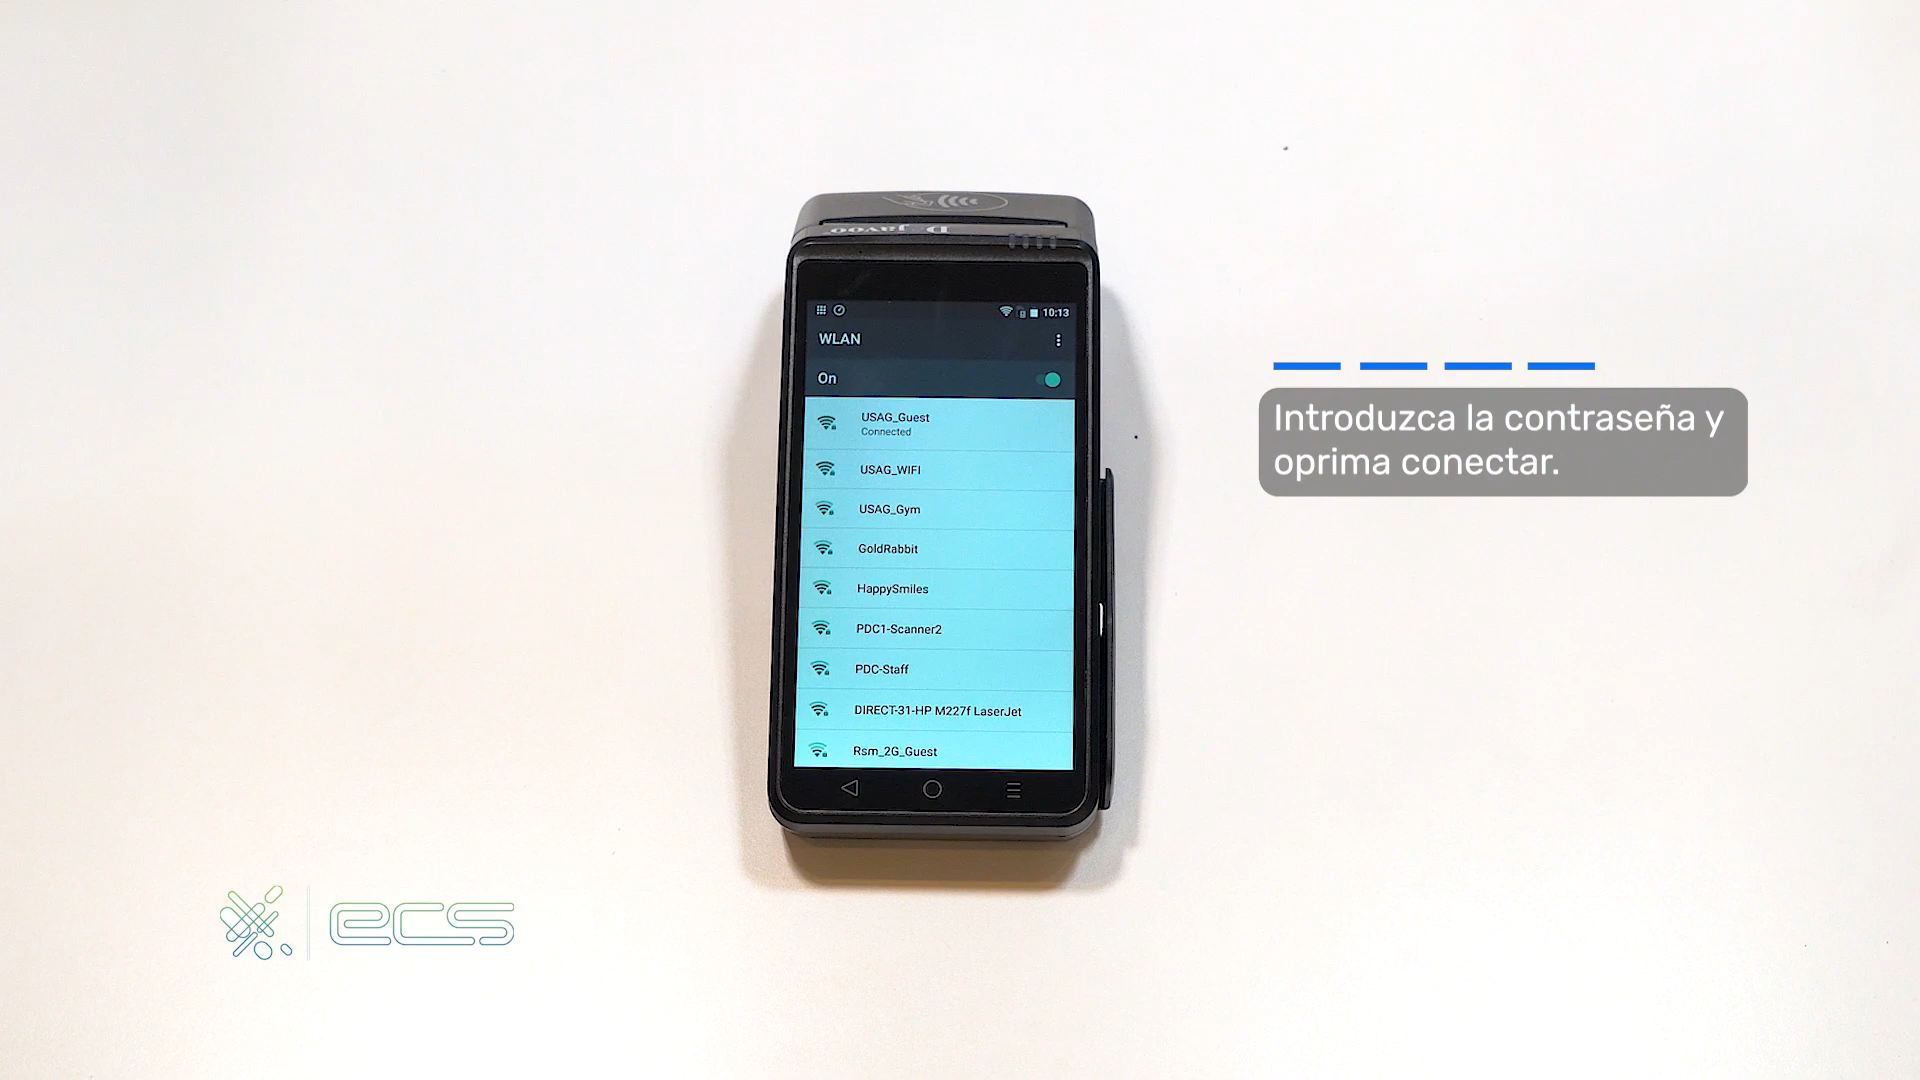 Dejavoo
10:13
WLAN
On
USAG_Guest
Connected
USAG_WIFI
USAG_Gym
GoldRabbit
HappySmiles
PDC1-Scanner2
PDC-Staff
DIRECT-31-HP M227f LaserJet
Rsm_2G_Guest
Introduzca la contraseña y
oprima conectar.
ecs